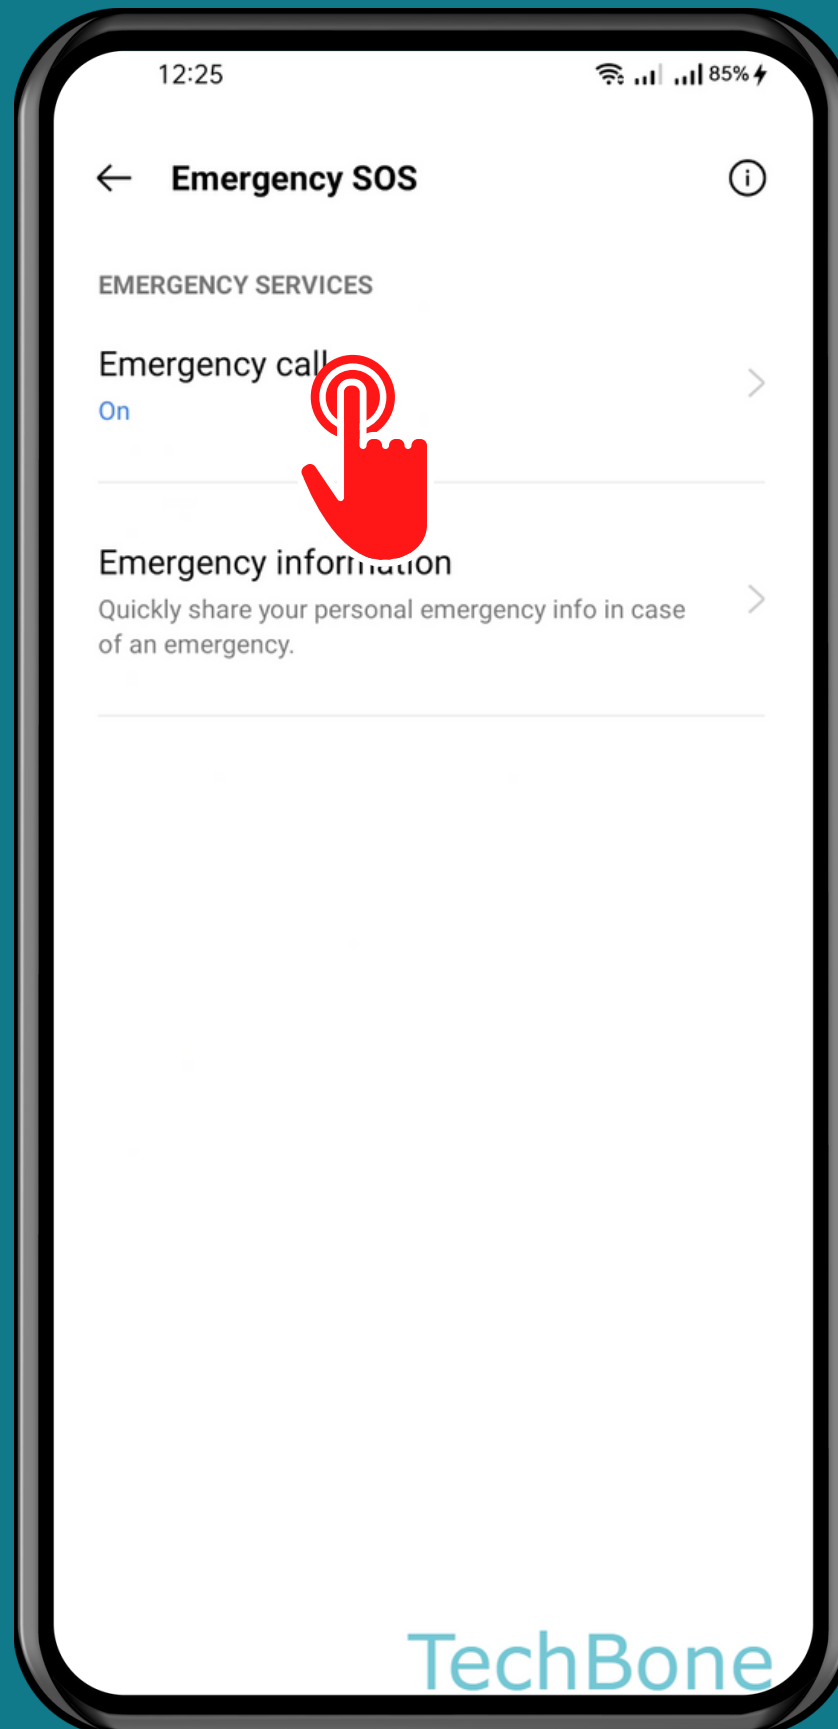 12:25
85%
Emergency SOS
EMERGENCY SERVICES
Emergency call
On
Emergency information
Quickly share your personal emergency info in case
of an emergency.
TechBone